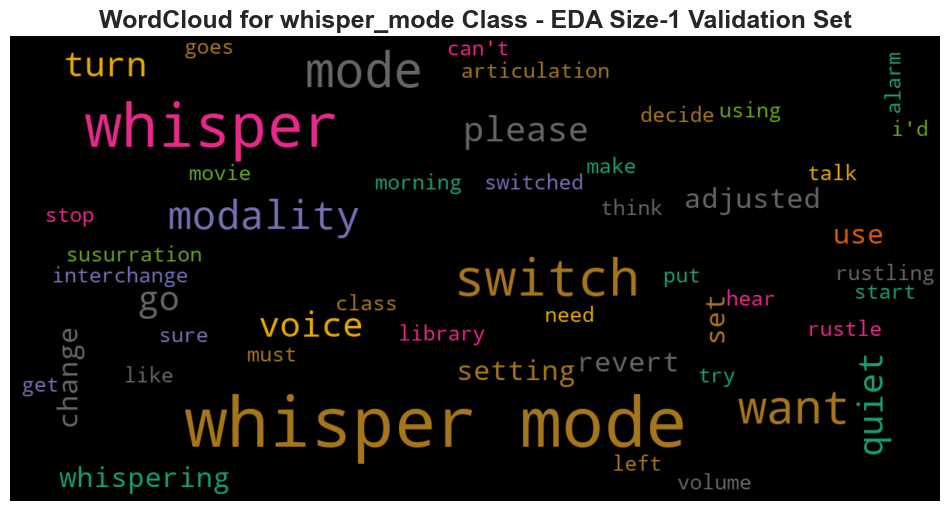 WordCloud for whisper_mode Class - EDA Size-1 Validation Set
goes
can't
turn
mode
articulation
alarm
whisper
please
decide
using
i'd
movie
morning
switched
make
talk
stop
modality
think
adjusted
use
susurration
interchange
switch
put
rustling
go
class
hear
start
voice
need
set
sure
library
rustle
change
must
setting
revert
get
like
try
quiet
whisper mode
want
left
whispering
volume